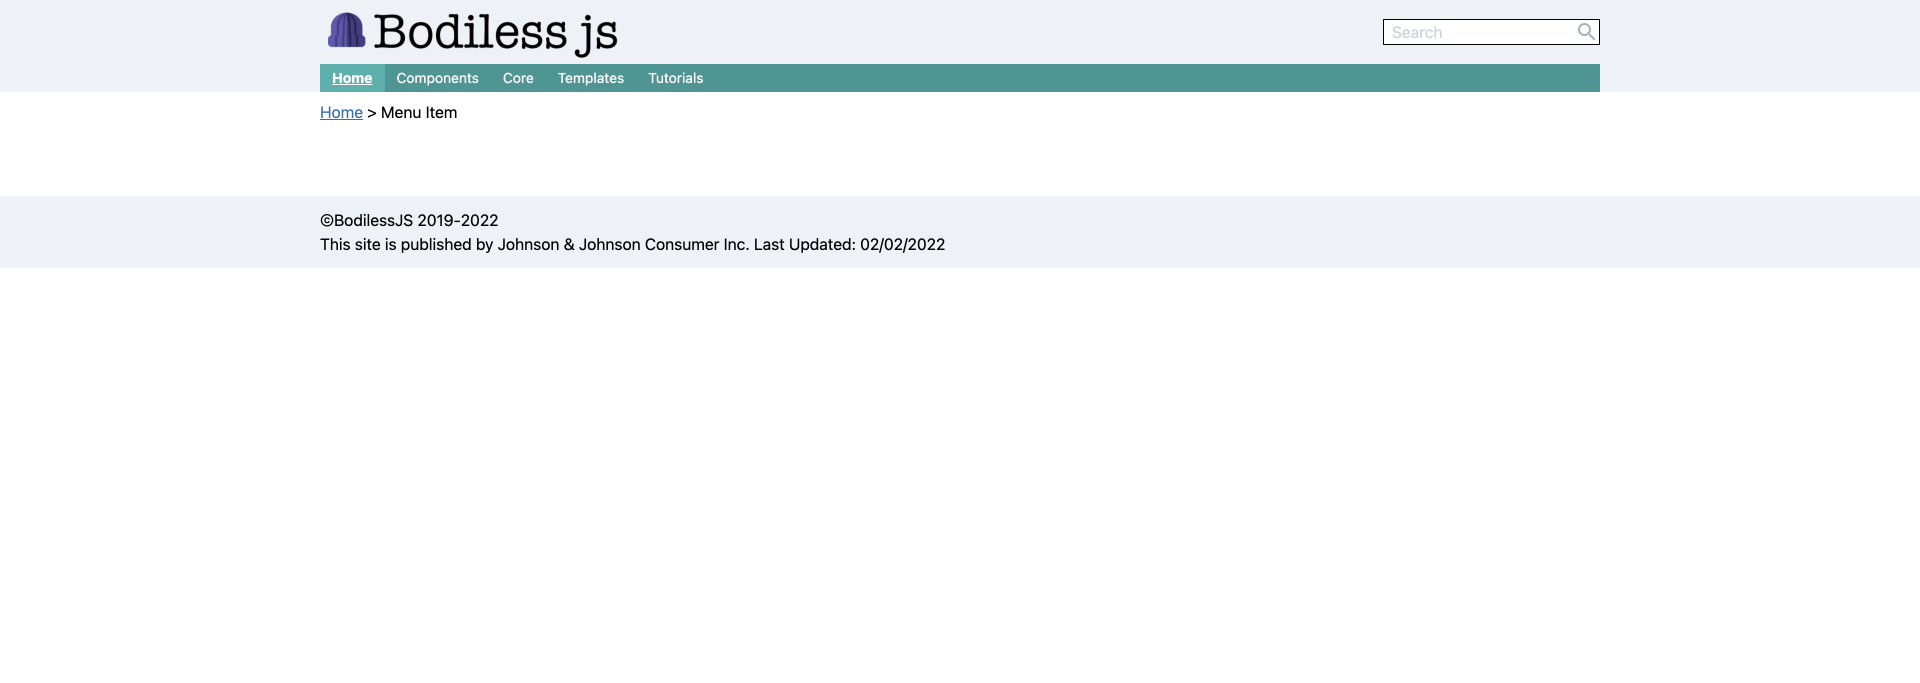 Bodiless js
Search
Home Components Core Templates Tutorials
Home > Menu Item
©BodilessJS 2019-2022
This site is published by Johnson & Johnson Consumer Inc. Last Updated: 02/02/2022